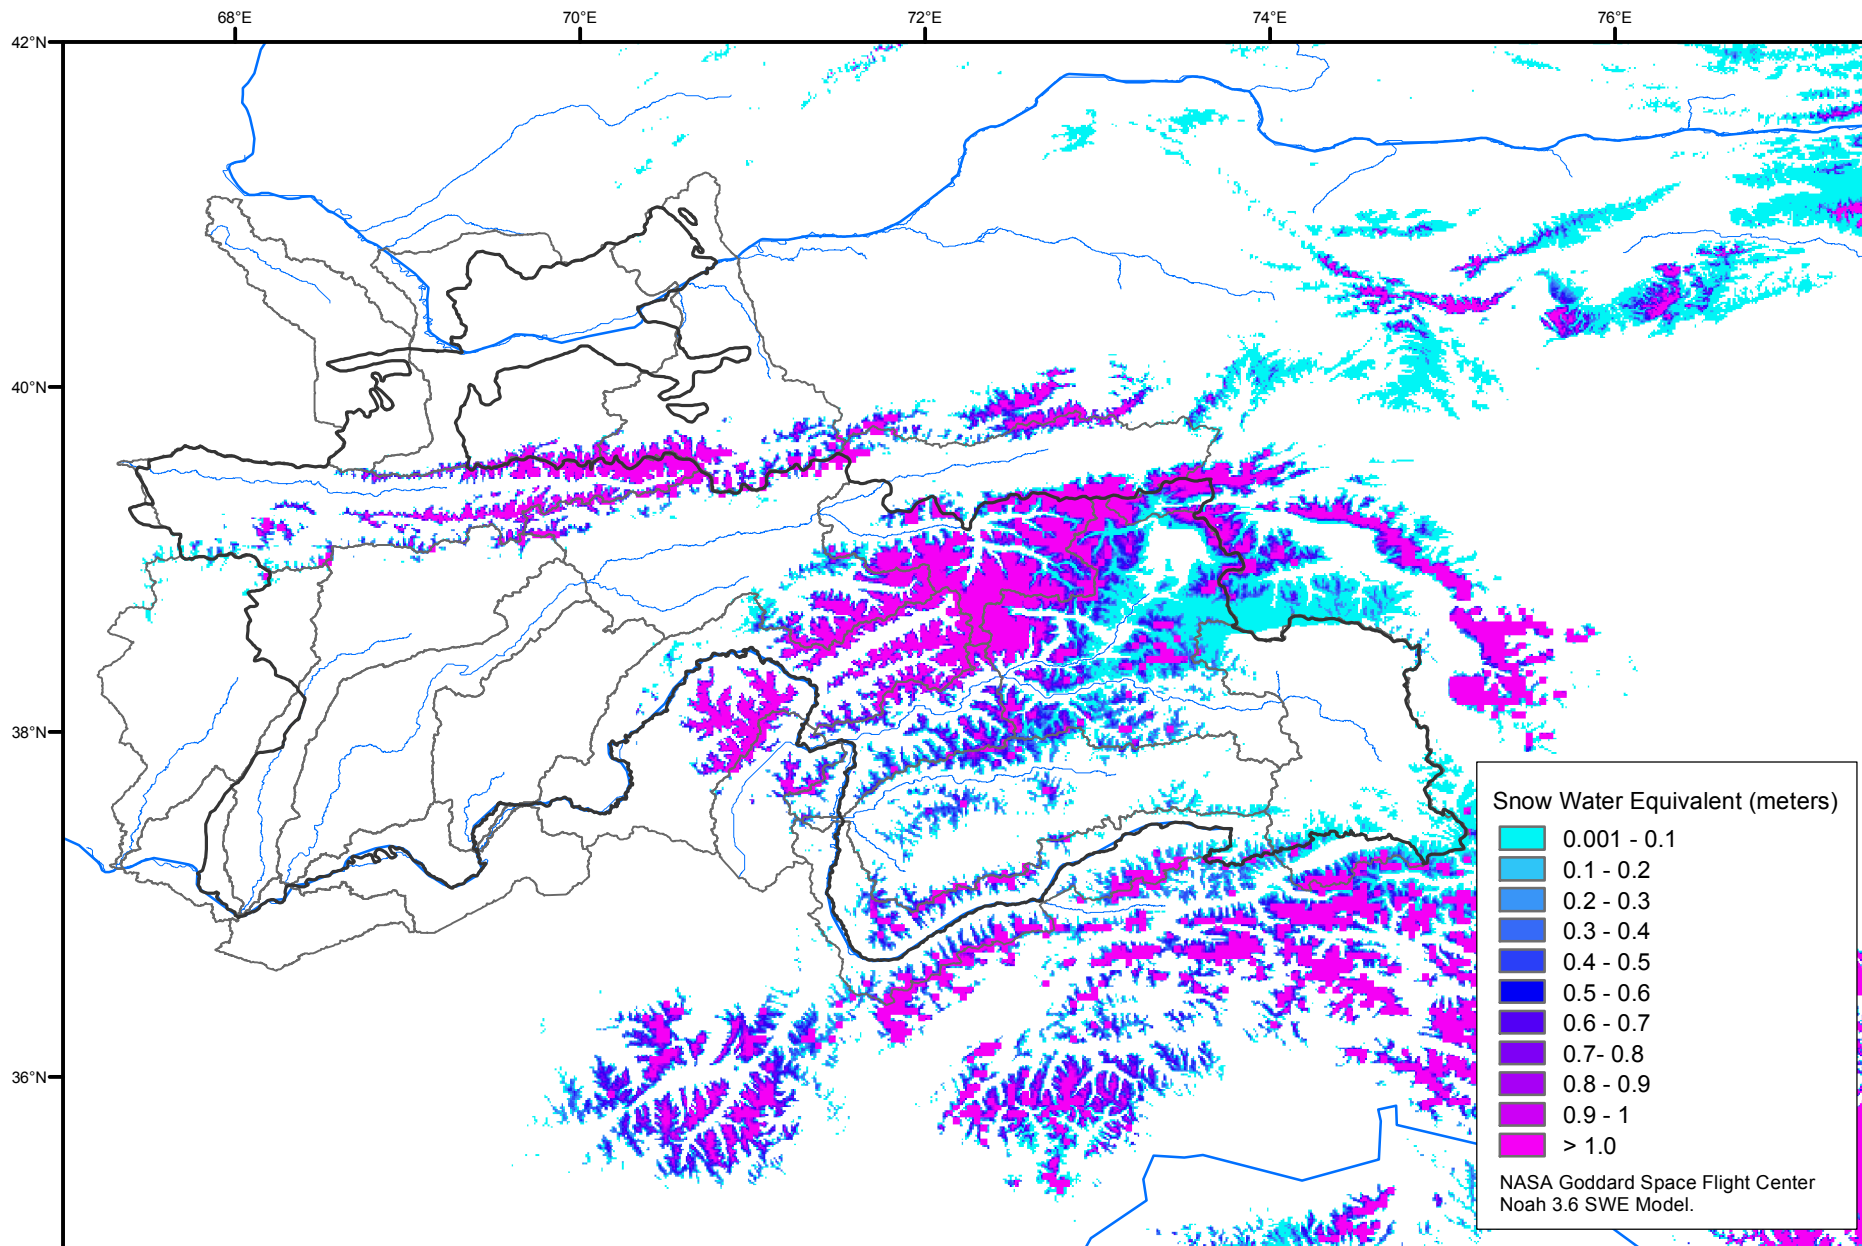 68°E 70°E 72°E 74°E 76°E
42°N
40°N
38°N
36°N
Snow Water Equivalent (meters)
0.001 - 0.1
0.1 - 0.2
0.2 - 0.3
0.3 - 0.4
0.4 - 0.5
0.5 - 0.6
0.6 - 0.7
0.7- 0.8
0.8 - 0.9
0.9 - 1
> 1.0
NASA Goddard Space Flight Center
Noah 3.6 SWE Model.